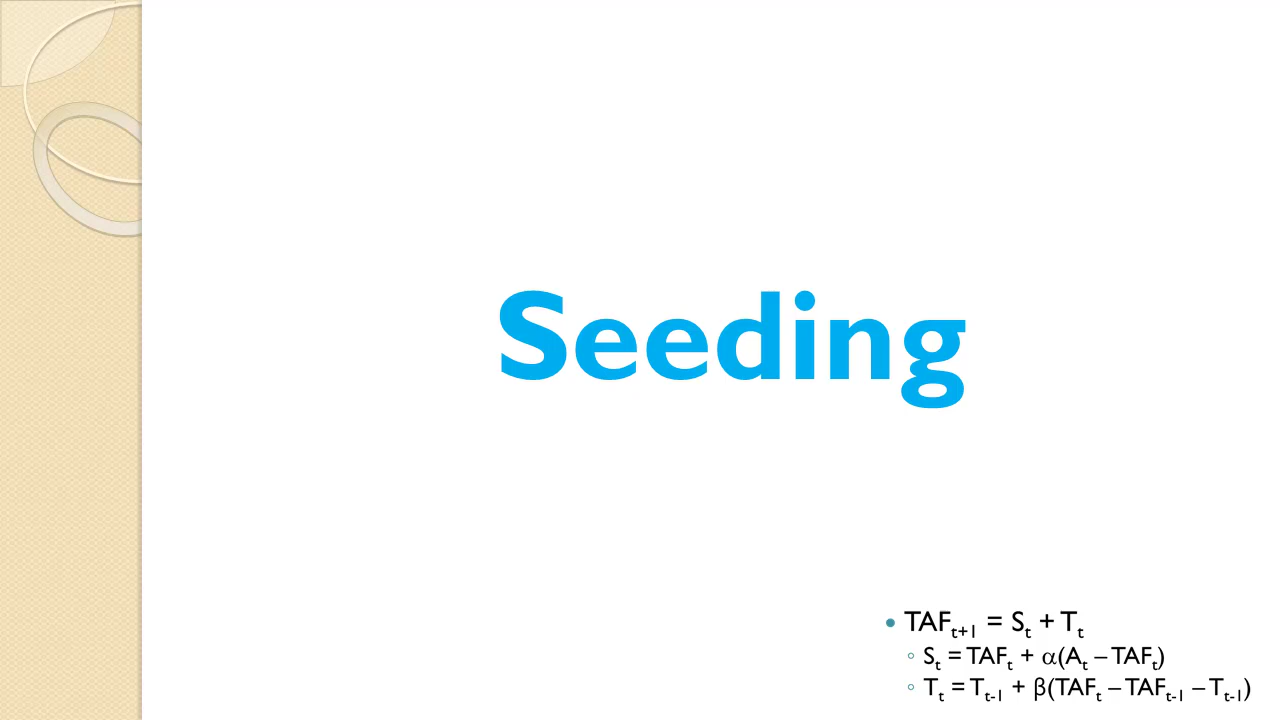 Seeding
• TAFₜ₊₁ = Sₜ + Tₜ
◦ Sₜ = TAFₜ + α(Aₜ – TAFₜ)
◦ Tₜ = Tₜ₋₁ + β(TAFₜ – TAFₜ₋₁ – Tₜ₋₁)